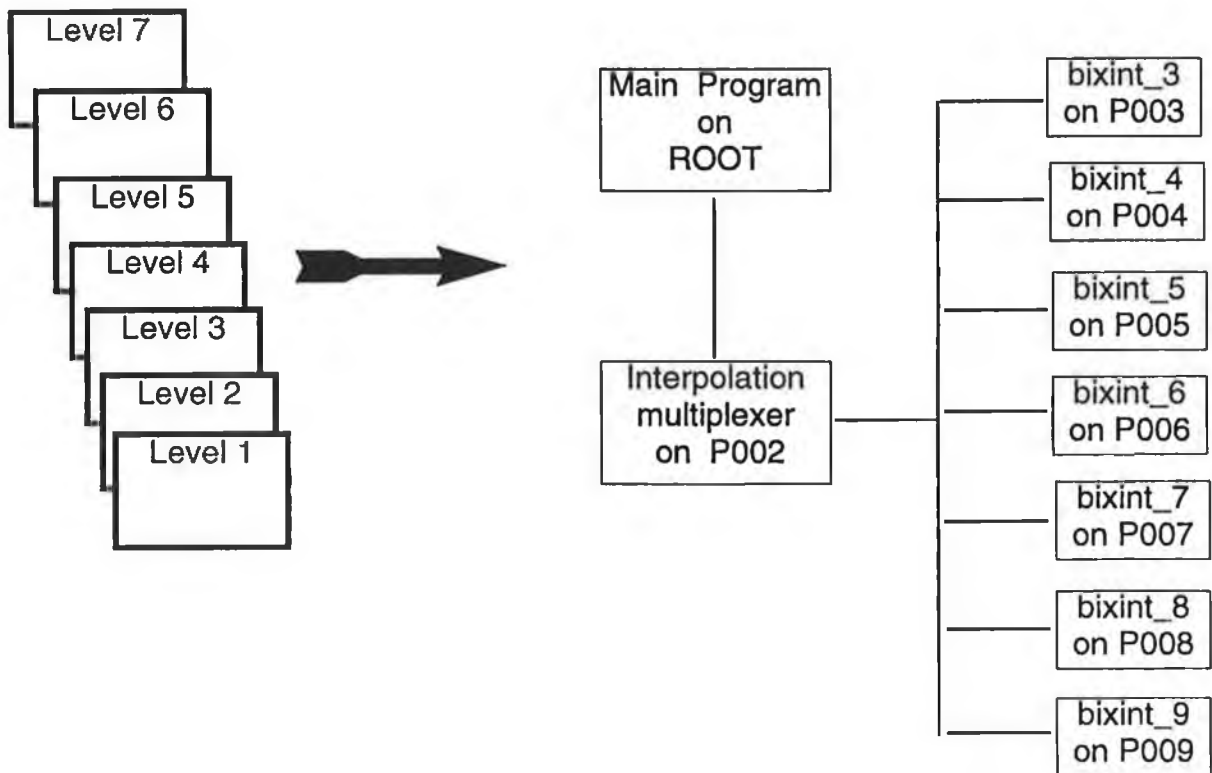 Level 7
Level 6
Level 5
Level 4
Level 3
Level 2
Level 1
Main Program
on
ROOT
Interpolation
multiplexer
on P002
bixint_3
on P003
bixint_4
on P004
bixint_5
on P005
bixint_6
on P006
bixint_7
on P007
bixint_8
on P008
bixint_9
on P009